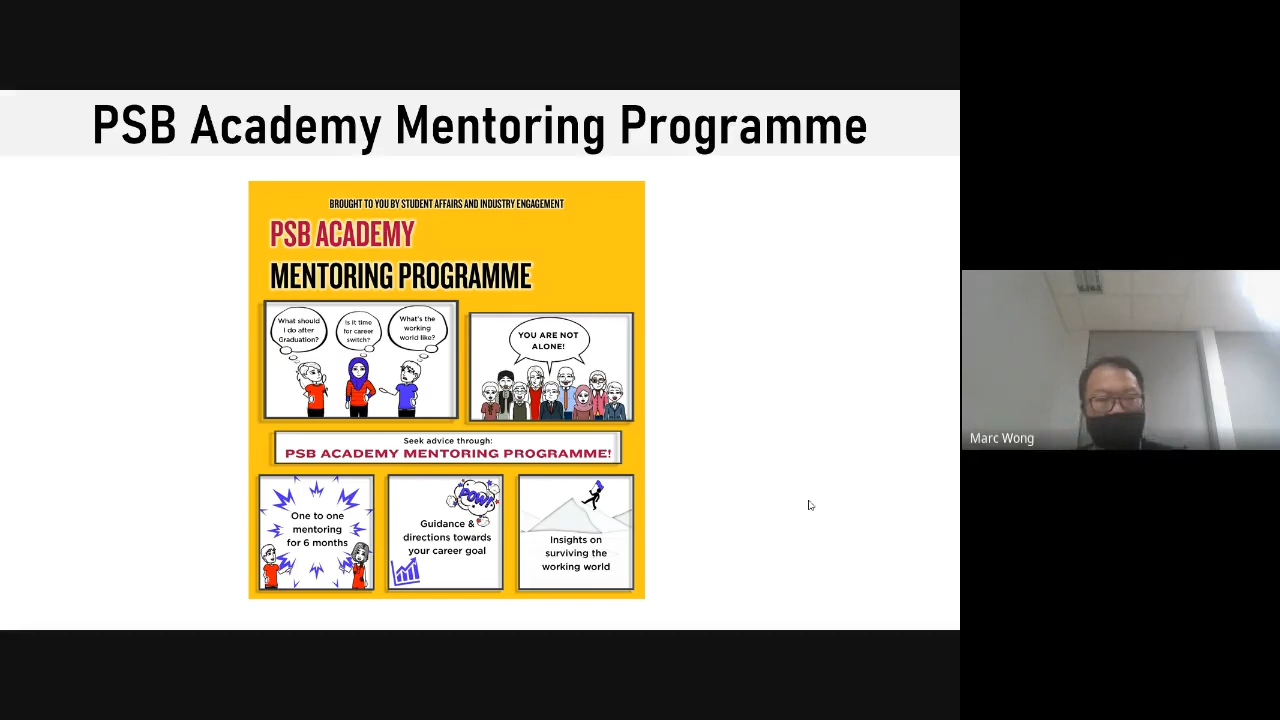 PSB Academy Mentoring Programme
BROUGHT TO YOU BY STUDENT AFFAIRS AND INDUSTRY ENGAGEMENT
PSB ACADEMY
MENTORING PROGRAMME
What should
I do after
Graduation?
Is it time
for career
switch?
What's the
working
world like?
YOU ARE NOT
ALONE!
Seek advice through:
PSB ACADEMY MENTORING PROGRAMME!
One to one
mentoring
for 6 months
POW!
Guidance &
directions towards
your career goal
Insights on
surviving the
working world
Marc Wong